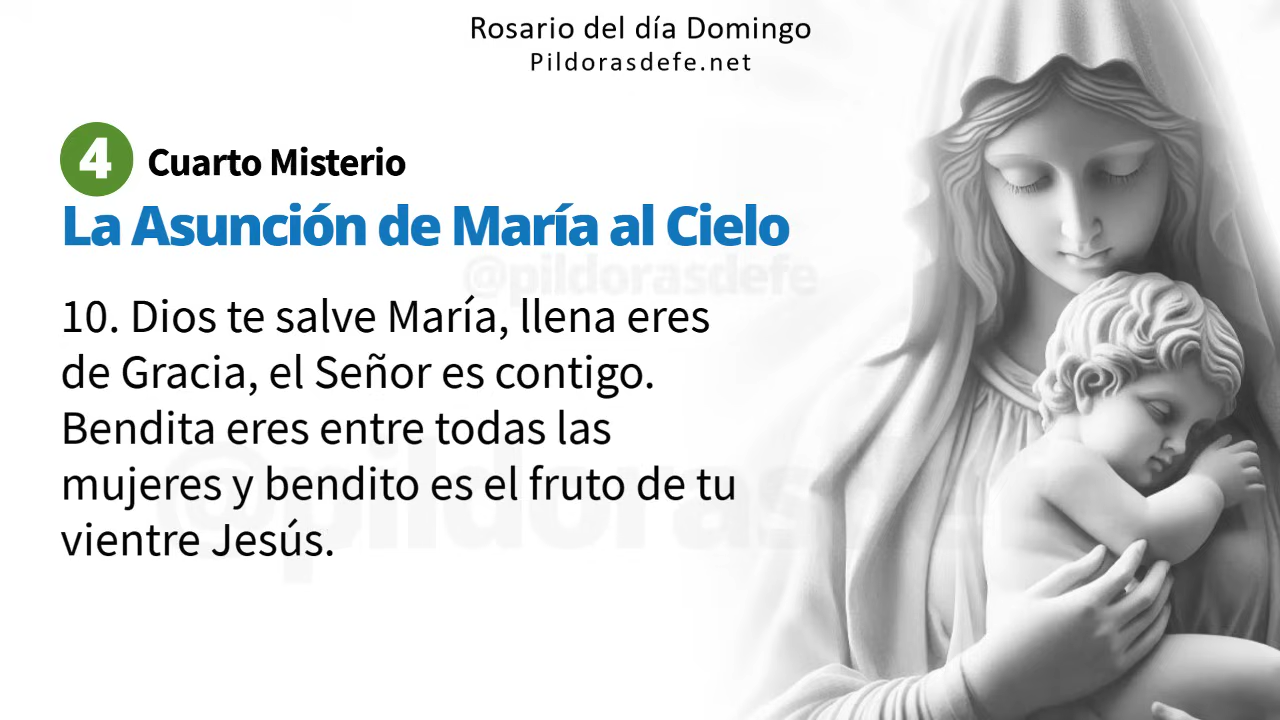 Rosario del día Domingo
Pildorasdefe.net
4 Cuarto Misterio
La Asunción de María al Cielo
@pildorasdefe
10. Dios te salve María, llena eres
de Gracia, el Señor es contigo.
Bendita eres entre todas las
mujeres y bendito es el fruto de tu
vientre Jesús.
@pildorasdefe